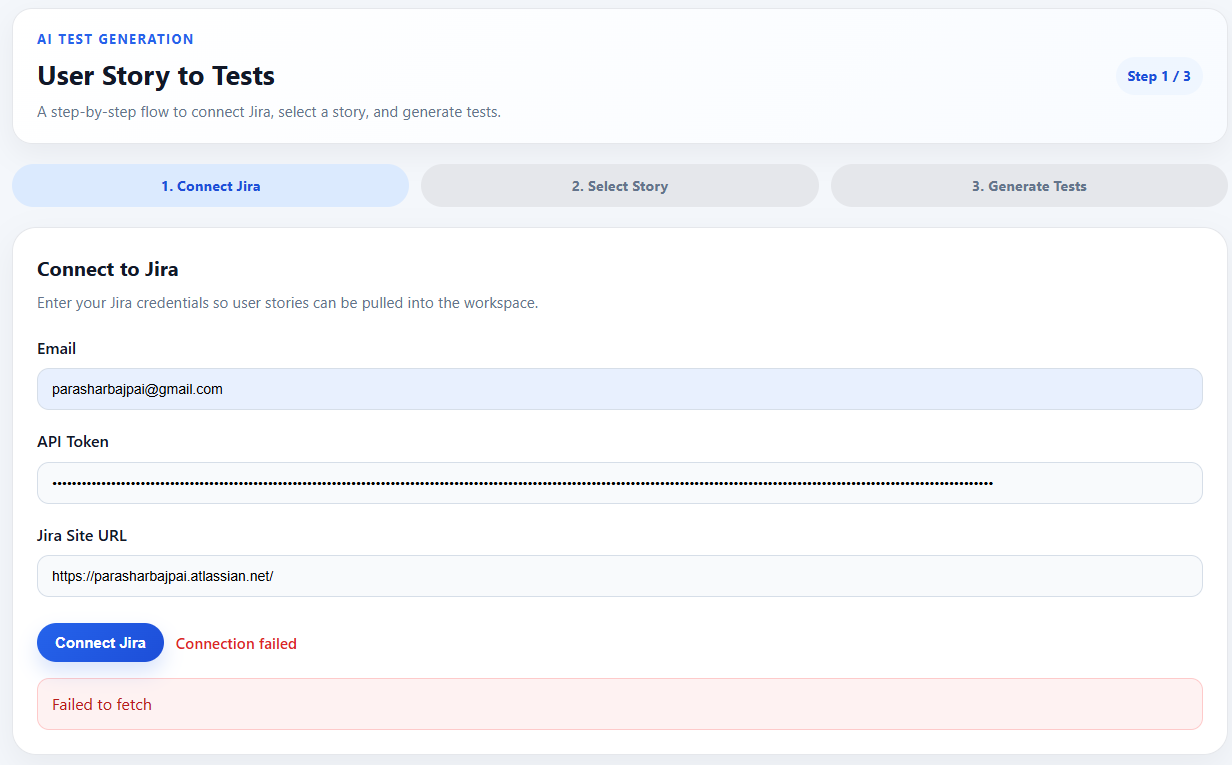 AI TEST GENERATION
User Story to Tests
Step 1 / 3
A step-by-step flow to connect Jira, select a story, and generate tests.
1. Connect Jira
2. Select Story
3. Generate Tests
Connect to Jira
Enter your Jira credentials so user stories can be pulled into the workspace.
Email
parasharbajpai@gmail.com
API Token
Jira Site URL
https://parasharbajpai.atlassian.net/
Connect Jira
Connection failed
Failed to fetch